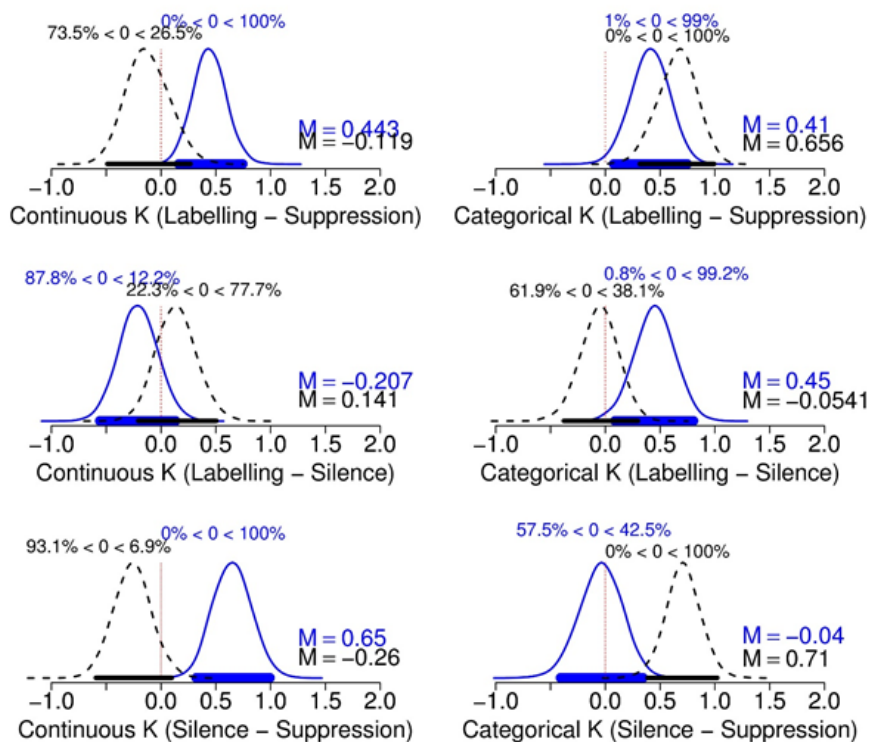 0% < 0 < 100%
73.5% < 0 < 26.5%
M = 0.443
M = −0.119
−1.0 0.0 0.5 1.0 1.5 2.0
Continuous K (Labelling − Suppression)
1% < 0 < 99%
0% < 0 < 100%
M = 0.41
M = 0.656
−1.0 0.0 0.5 1.0 1.5 2.0
Categorical K (Labelling − Suppression)
87.8% < 0 < 12.2%
22.3% < 0 < 77.7%
M = −0.207
M = 0.141
−1.0 0.0 0.5 1.0 1.5 2.0
Continuous K (Labelling − Silence)
0.8% < 0 < 99.2%
61.9% < 0 < 38.1%
M = 0.45
M = −0.0541
−1.0 0.0 0.5 1.0 1.5 2.0
Categorical K (Labelling − Silence)
0% < 0 < 100%
93.1% < 0 < 6.9%
M = 0.65
M = −0.26
−1.0 0.0 0.5 1.0 1.5 2.0
Continuous K (Silence − Suppression)
57.5% < 0 < 42.5%
0% < 0 < 100%
M = −0.04
M = 0.71
−1.0 0.0 0.5 1.0 1.5 2.0
Categorical K (Silence − Suppression)